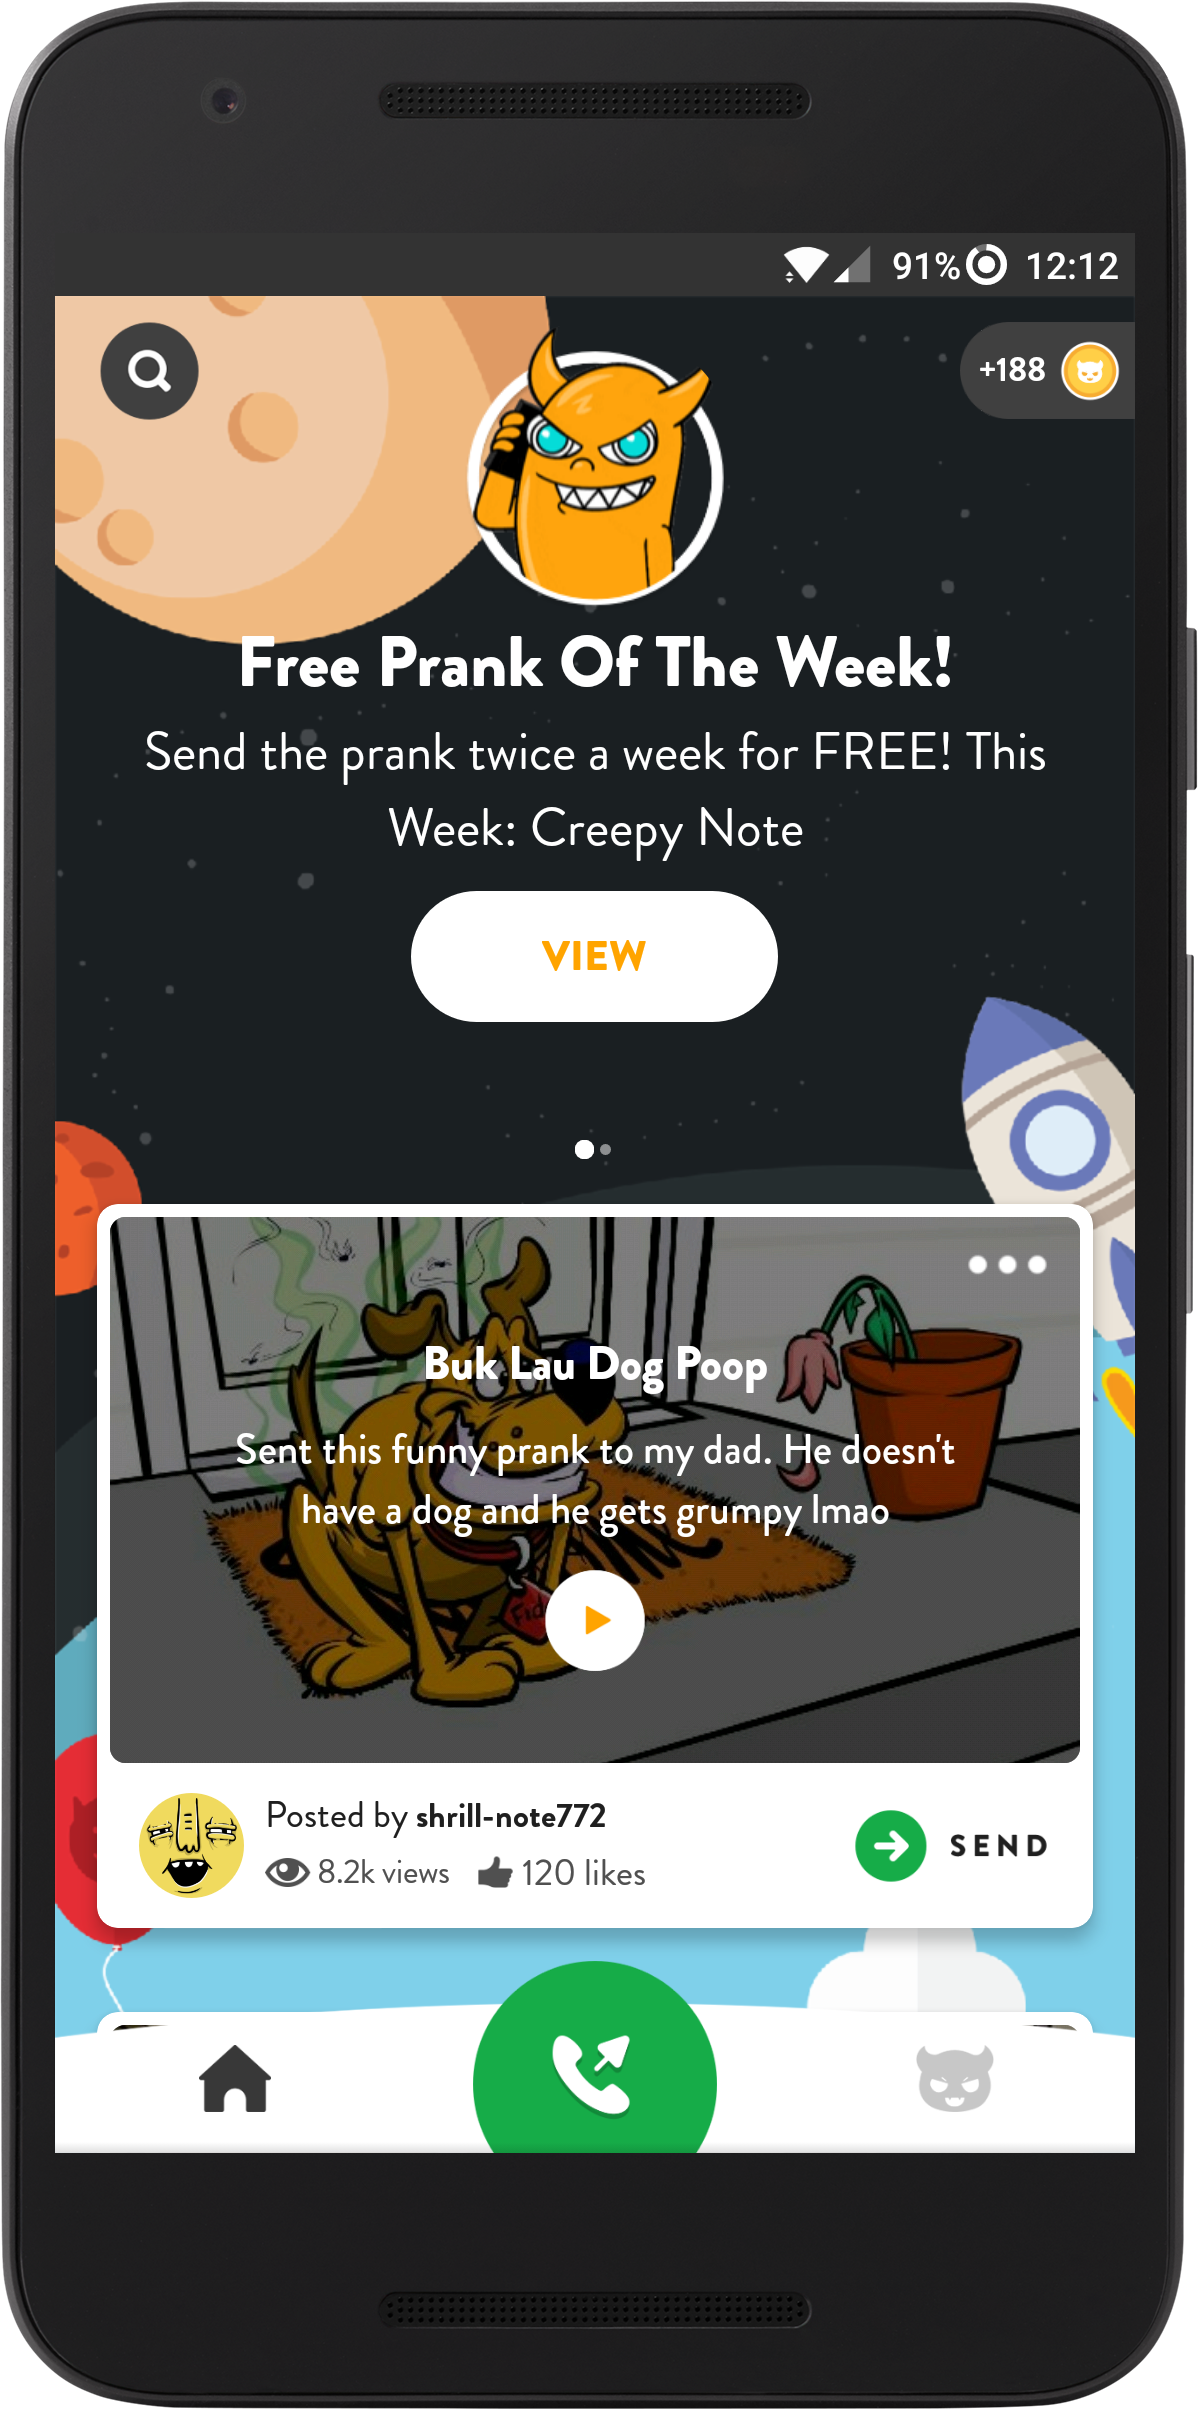 91% 12:12
+188
Free Prank Of The Week!
Send the prank twice a week for FREE! This
Week: Creepy Note
VIEW
Buk Lau Dog Poop
Sent this funny prank to my dad. He doesn't
have a dog and he gets grumpy lmao
Fid
Posted by shrill-note772
8.2k views 120 likes
SEND